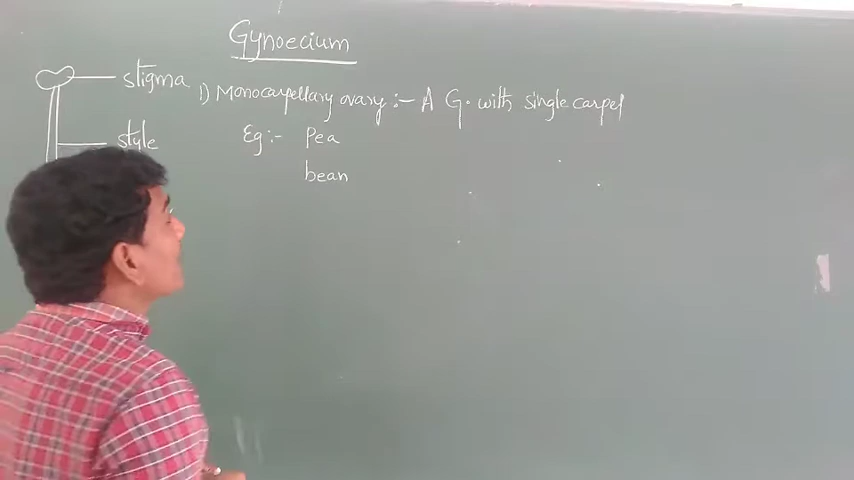 Gynoecium
stigma
1) Monocarpellary ovary :- A G. with single carpel
style
Eg:- Pea
bean